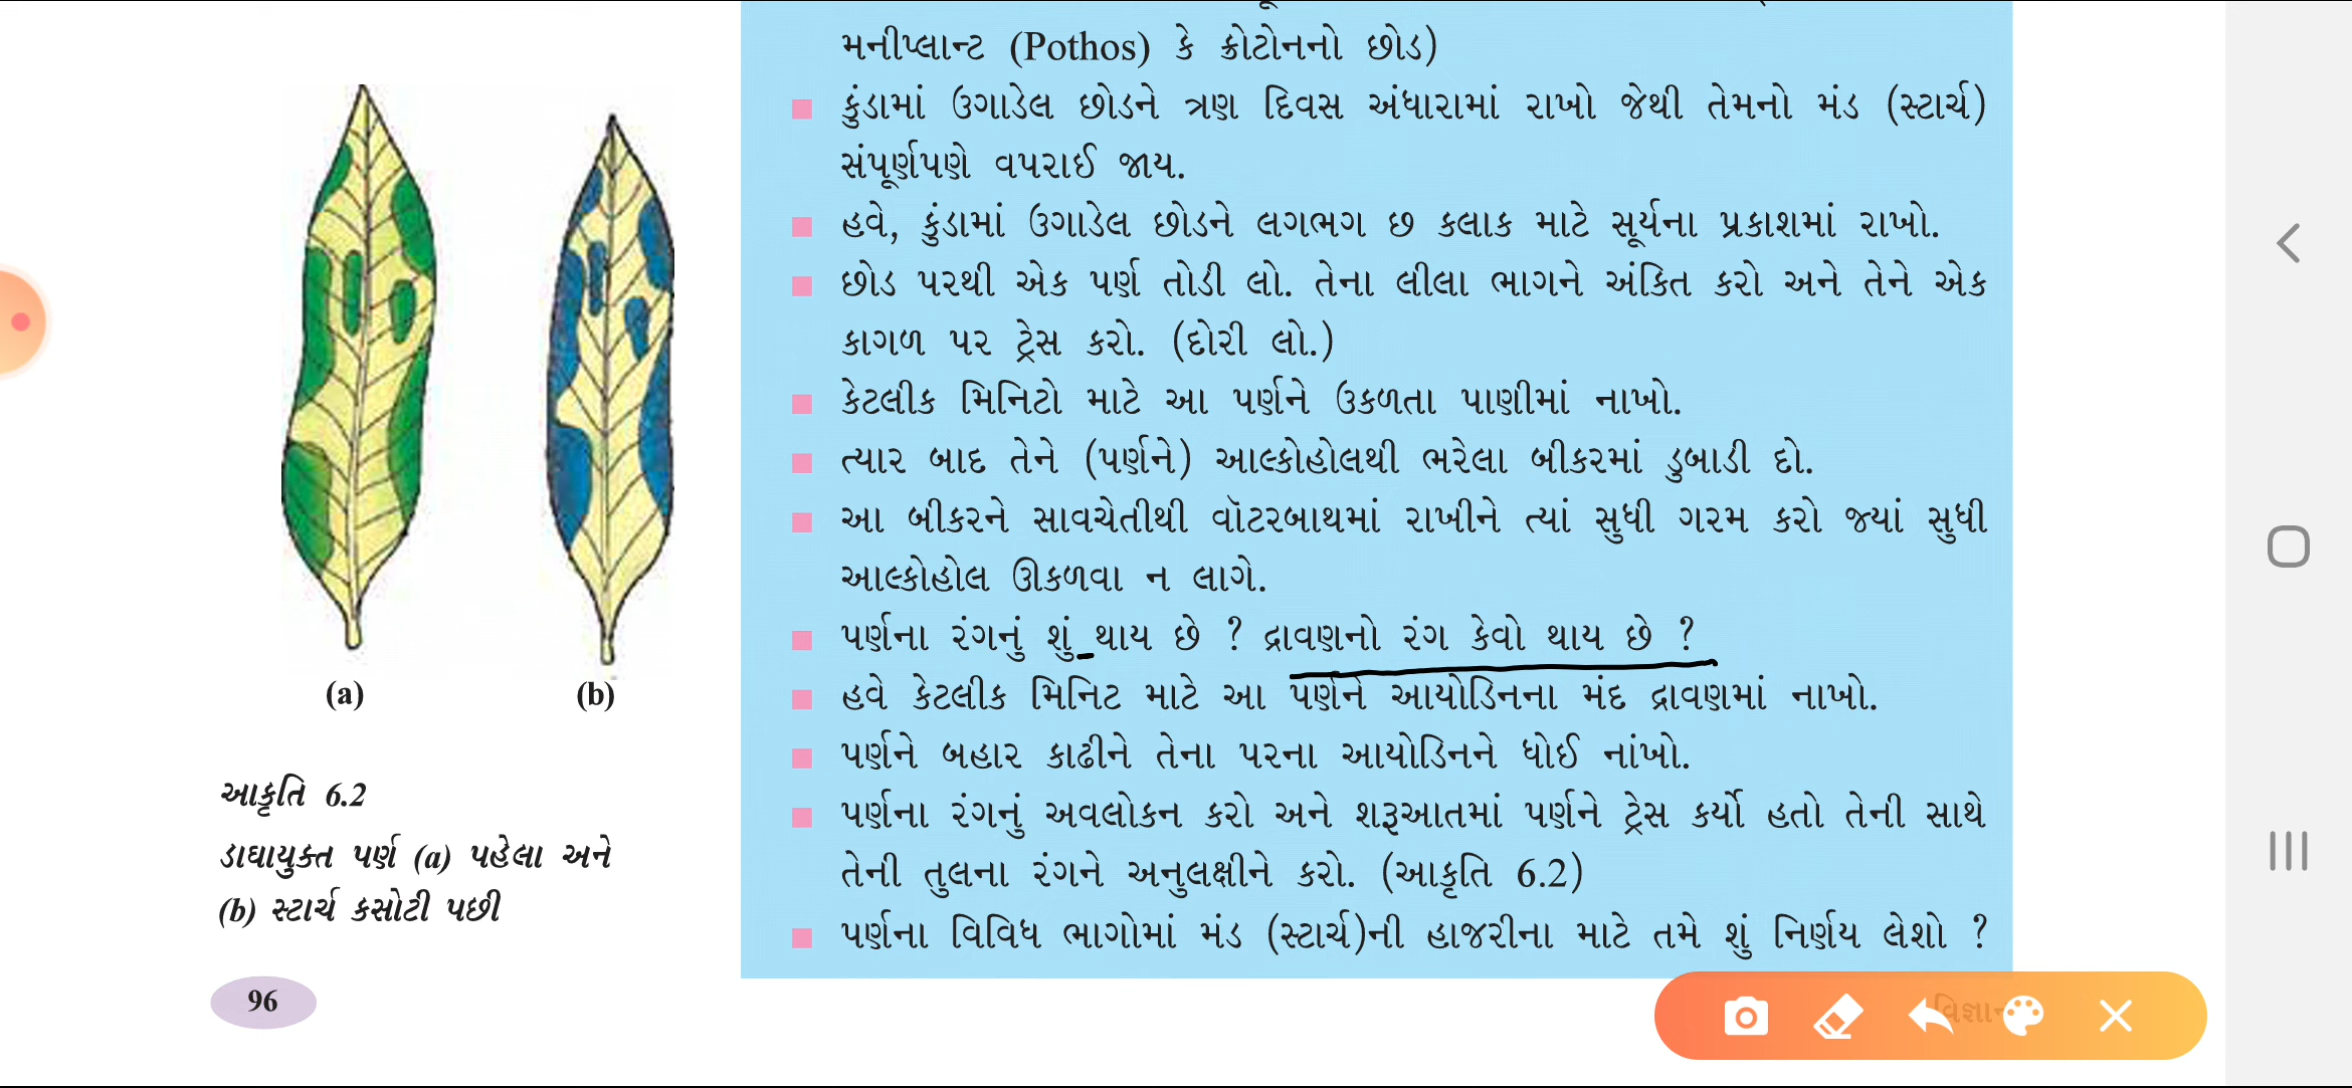 મનીપ્લાન્ટ (Pothos) કે ક્રોટોનનો છોડ)
કુંડામાં ઉગાડેલ છોડને ત્રણ દિવસ અંધારામાં રાખો જેથી તેમનો મંડ (સ્ટાર્ચ)
સંપૂર્ણપણે વપરાઈ જાય.
હવે, કુંડામાં ઉગાડેલ છોડને લગભગ છ કલાક માટે સૂર્યના પ્રકાશમાં રાખો.
છોડ પરથી એક પર્ણ તોડી લો. તેના લીલા ભાગને અંકિત કરો અને તેને એક
કાગળ પર ટ્રેસ કરો. (દોરી લો.)
કેટલીક મિનિટો માટે આ પર્ણને ઉકળતા પાણીમાં નાખો.
ત્યાર બાદ તેને (પર્ણને) આલ્કોહોલથી ભરેલા બીકરમાં ડુબાડી દો.
આ બીકરને સાવચેતીથી વૉટરબાથમાં રાખીને ત્યાં સુધી ગરમ કરો જ્યાં સુધી
આલ્કોહોલ ઊકળવા ન લાગે.
પર્ણના રંગનું શું થાય છે ? દ્રાવણનો રંગ કેવો થાય છે ?
હવે કેટલીક મિનિટ માટે આ પર્ણને આયોડિનના મંદ દ્રાવણમાં નાખો.
પર્ણને બહાર કાઢીને તેના પરના આયોડિનને ધોઈ નાંખો.
પર્ણના રંગનું અવલોકન કરો અને શરૂઆતમાં પર્ણને ટ્રેસ કર્યો હતો તેની સાથે
તેની તુલના રંગને અનુલક્ષીને કરો. (આકૃતિ 6.2)
પર્ણના વિવિધ ભાગોમાં મંડ (સ્ટાર્ચ)ની હાજરીના માટે તમે શું નિર્ણય લેશો ?
(a)
(b)
આકૃતિ 6.2
ડાઘાયુક્ત પર્ણ (a) પહેલા અને
(b) સ્ટાર્ચ કસોટી પછી
96